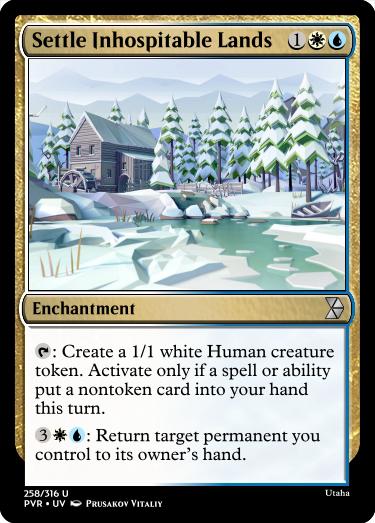 Settle Inhospitable Lands 1
Enchantment
: Create a 1/1 white Human creature
token. Activate only if a spell or ability
put a nontoken card into your hand
this turn.
3 : Return target permanent you
control to its owner's hand.
258/316 U
PVR • UV Prusakov Vitaliy
Utaha